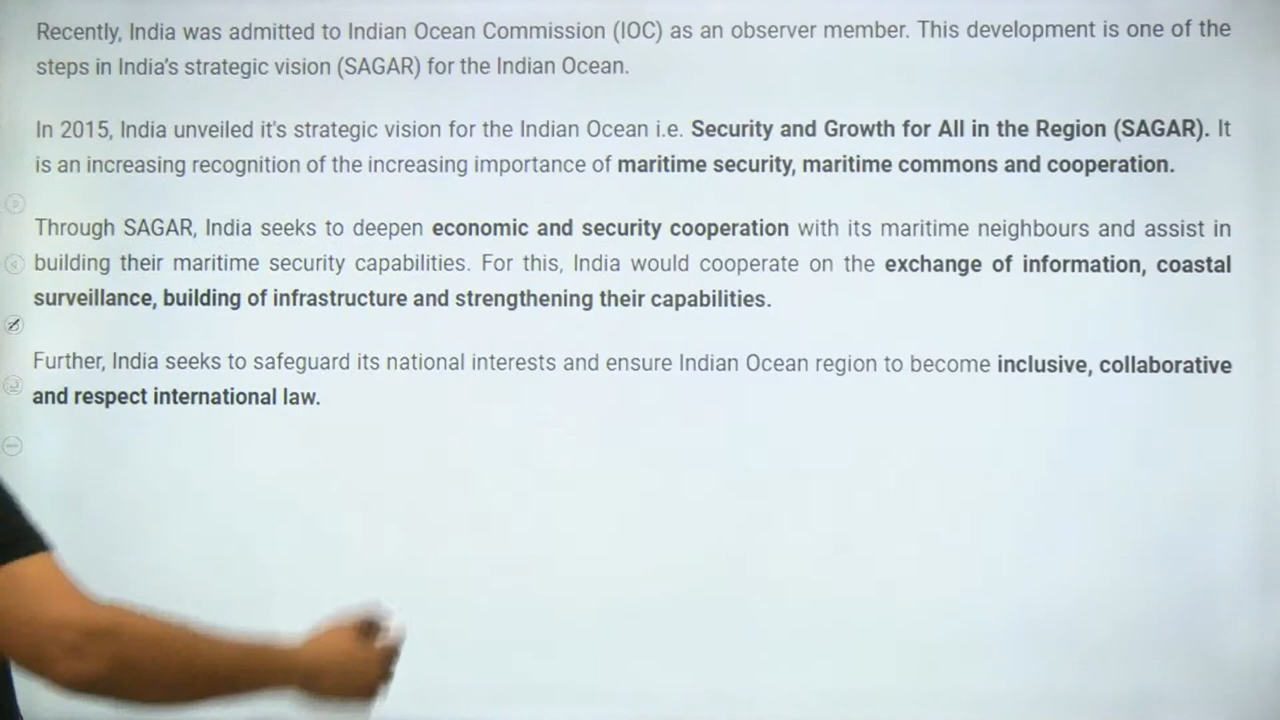 Recently, India was admitted to Indian Ocean Commission (IOC) as an observer member. This development is one of the
steps in India's strategic vision (SAGAR) for the Indian Ocean.
In 2015, India unveiled it's strategic vision for the Indian Ocean i.e. Security and Growth for All in the Region (SAGAR). It
is an increasing recognition of the increasing importance of maritime security, maritime commons and cooperation.
Through SAGAR, India seeks to deepen economic and security cooperation with its maritime neighbours and assist in
building their maritime security capabilities. For this, India would cooperate on the exchange of information, coastal
surveillance, building of infrastructure and strengthening their capabilities.
Further, India seeks to safeguard its national interests and ensure Indian Ocean region to become inclusive, collaborative
and respect international law.